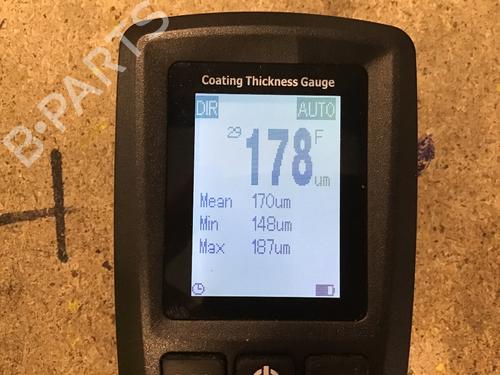 B-PARTS
Coating Thickness Gauge
DIR AUTO
29 178 F um
Mean 170um
Min 148um
Max 187um